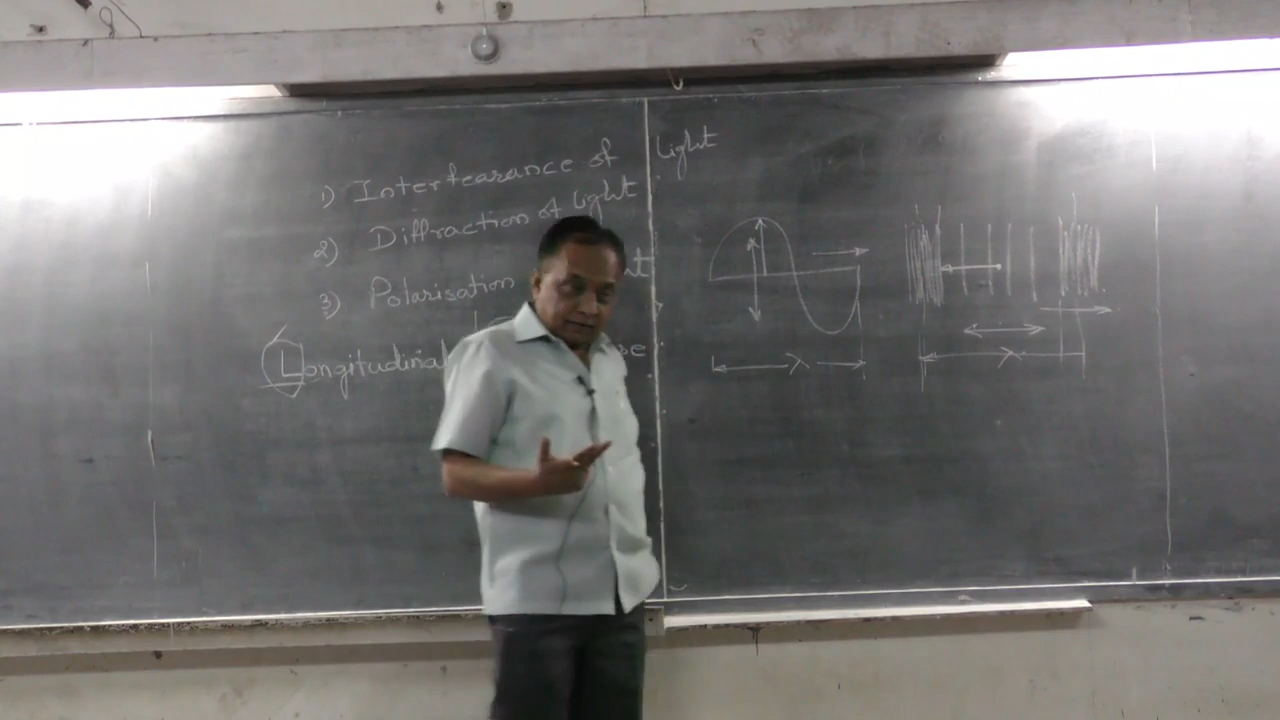 1) Interfearance of light
2) Diffraction of light
3) Polarisation
Longitudinal
λ
λ